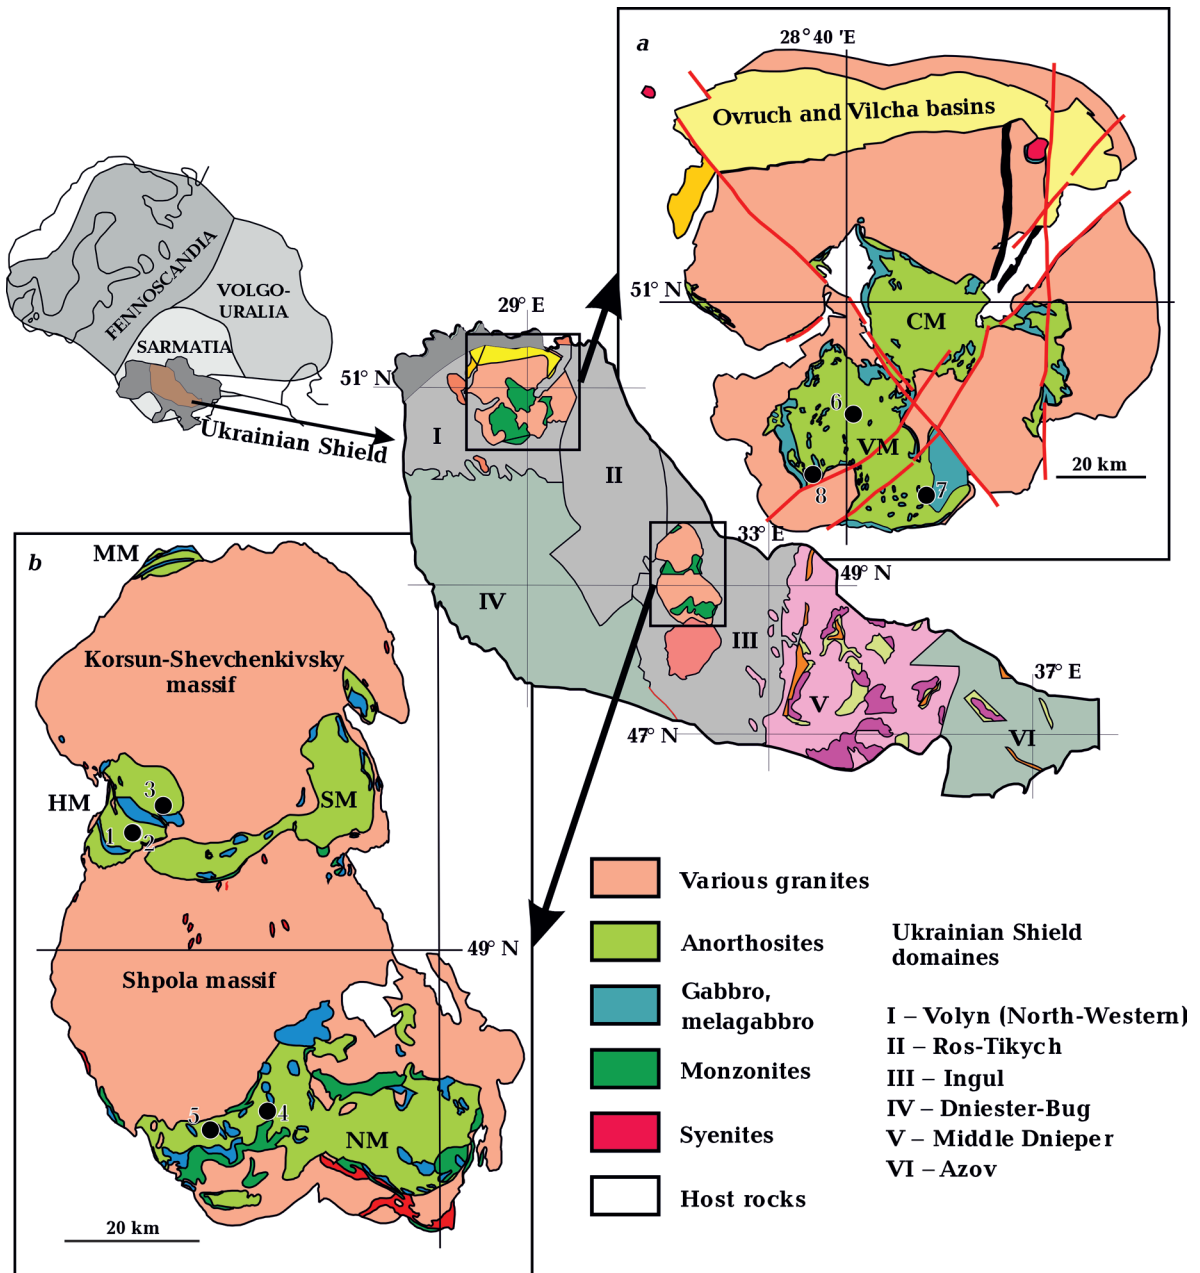 a
28° 40 'E
Ovruch and Vilcha basins
51° N
CM
6
VM
8
7
20 km
FENNOSCANDIA
VOLGO-
URALIA
SARMATIA
Ukrainian Shield
29° E
51° N
I
II
33° E
49° N
IV
III
V
37° E
47° N
VI
b
MM
Korsun-Shevchenkivsky
massif
HM
3
SM
1
2
49° N
Shpola massif
5
4
NM
20 km
Various granites
Anorthosites
Gabbro,
melagabbro
Monzonites
Syenites
Host rocks
Ukrainian Shield
domaines
I – Volyn (North-Western)
II – Ros-Tikych
III – Ingul
IV – Dniester-Bug
V – Middle Dnieper
VI – Azov